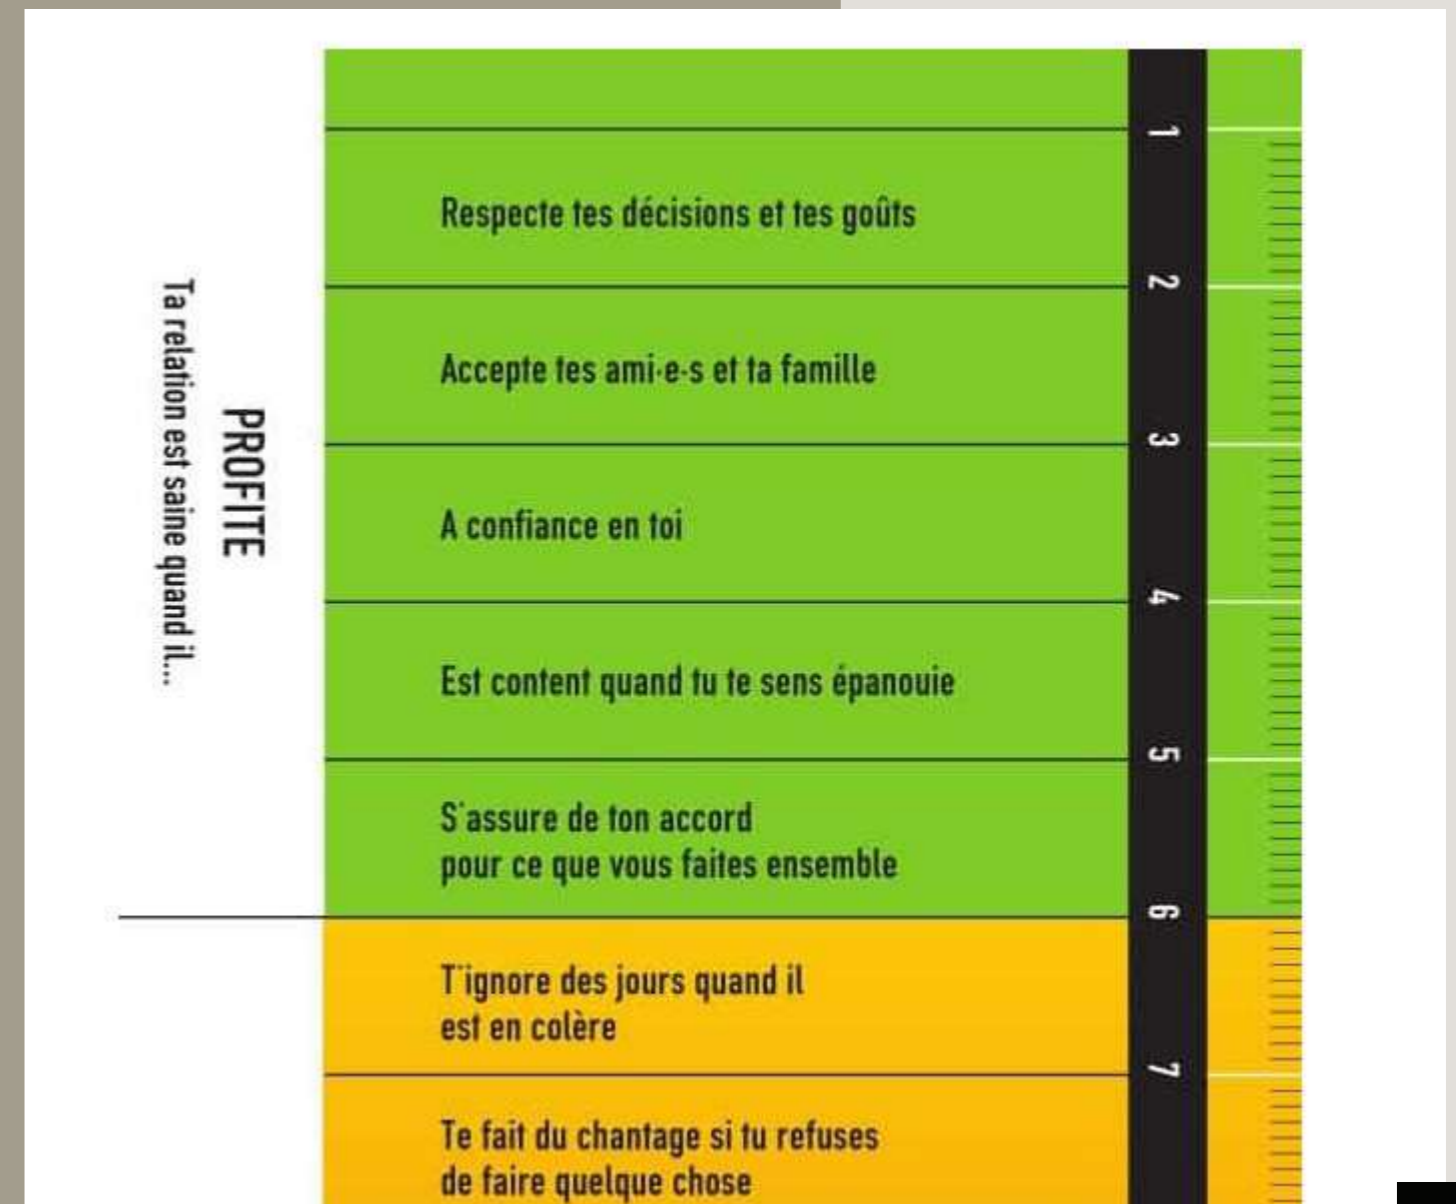 PROFITE
Ta relation est saine quand il...
1
Respecte tes décisions et tes goûts
2
Accepte tes ami·e·s et ta famille
3
A confiance en toi
4
Est content quand tu te sens épanouie
5
S'assure de ton accord
pour ce que vous faites ensemble
6
T'ignore des jours quand il
est en colère
7
Te fait du chantage si tu refuses
de faire quelque chose